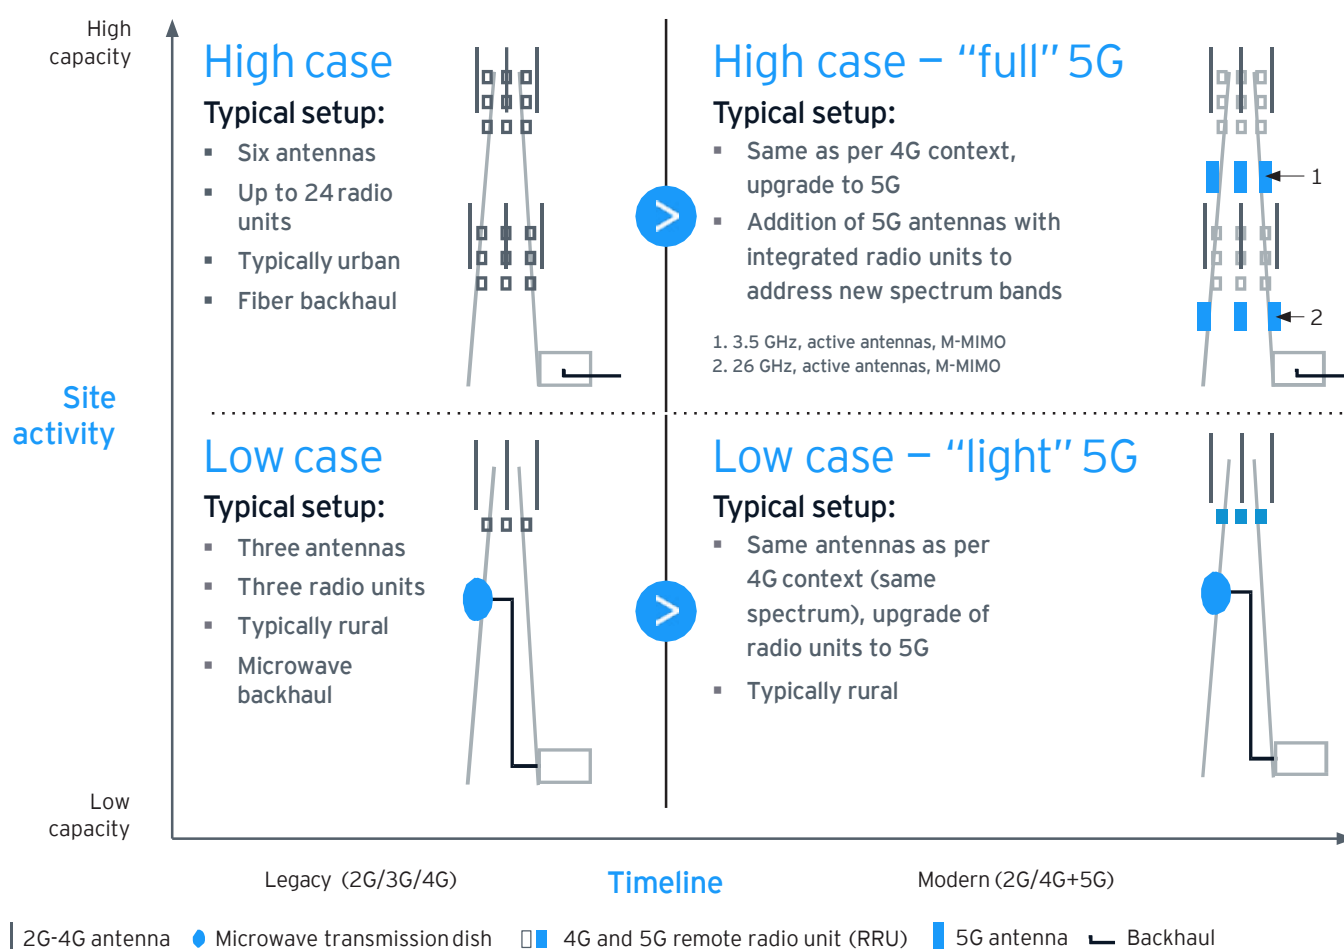 High
capacity
High case
Typical setup:
▪ Six antennas
▪ Up to 24 radio
units
▪ Typically urban
▪ Fiber backhaul
>
High case – “full” 5G
Typical setup:
▪ Same as per 4G context,
upgrade to 5G
▪ Addition of 5G antennas with
integrated radio units to
address new spectrum bands
1. 3.5 GHz, active antennas, M-MIMO
2. 26 GHz, active antennas, M-MIMO
1
2
Site
activity
Low case
Typical setup:
▪ Three antennas
▪ Three radio units
▪ Typically rural
▪ Microwave
backhaul
>
Low case – “light” 5G
Typical setup:
▪ Same antennas as per
4G context (same
spectrum), upgrade of
radio units to 5G
▪ Typically rural
Low
capacity
Legacy (2G/3G/4G)
Timeline
Modern (2G/4G+5G)
2G-4G antenna
Microwave transmission dish
4G and 5G remote radio unit (RRU)
5G antenna
Backhaul